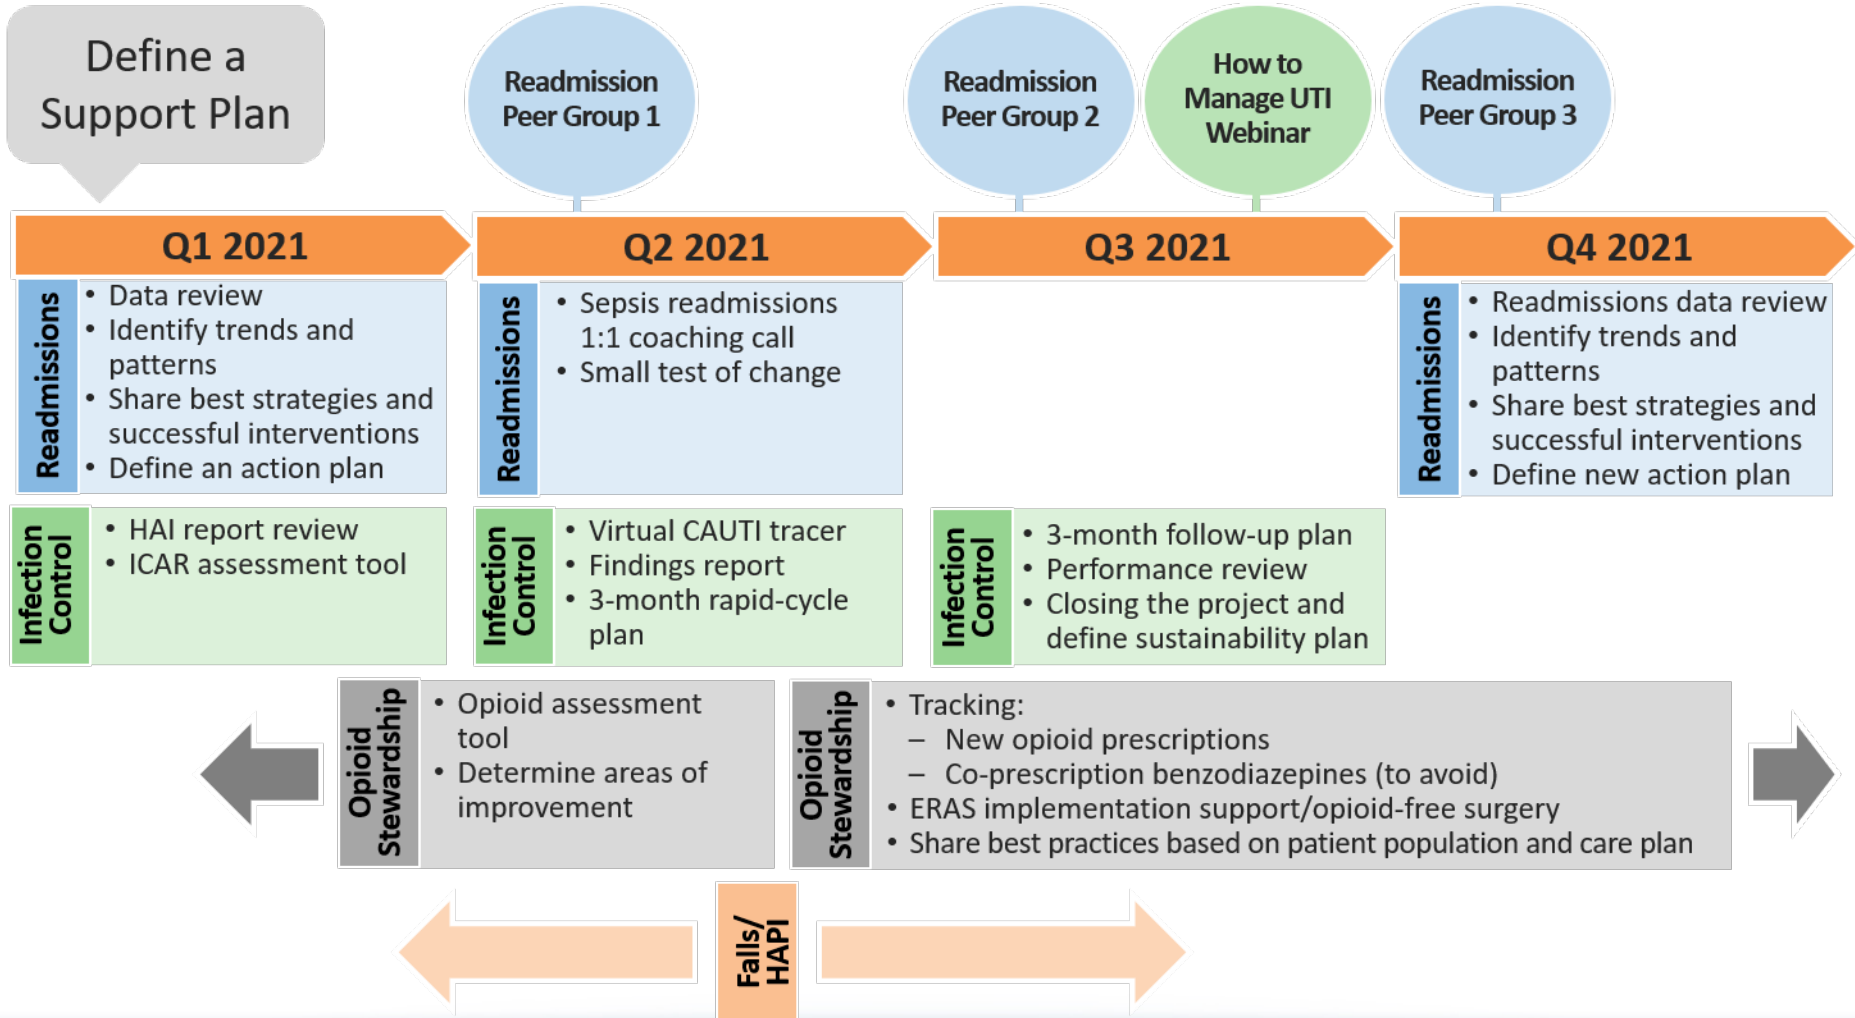 Define a
Support Plan
Readmission
Peer Group 1
Readmission
Peer Group 2
How to
Manage UTI
Webinar
Readmission
Peer Group 3
Q1 2021
Q2 2021
Q3 2021
Q4 2021
Readmissions
• Data review
• Identify trends and
patterns
• Share best strategies and
successful interventions
• Define an action plan
Readmissions
• Sepsis readmissions
1:1 coaching call
• Small test of change
Readmissions
• Readmissions data review
• Identify trends and
patterns
• Share best strategies and
successful interventions
• Define new action plan
Infection
Control
• HAI report review
• ICAR assessment tool
Infection
Control
• Virtual CAUTI tracer
• Findings report
• 3-month rapid-cycle
plan
Infection
Control
• 3-month follow-up plan
• Performance review
• Closing the project and
define sustainability plan
Opioid
Stewardship
• Opioid assessment
tool
• Determine areas of
improvement
Opioid
Stewardship
• Tracking:
– New opioid prescriptions
– Co-prescription benzodiazepines (to avoid)
• ERAS implementation support/opioid-free surgery
• Share best practices based on patient population and care plan
Falls/
HAPI